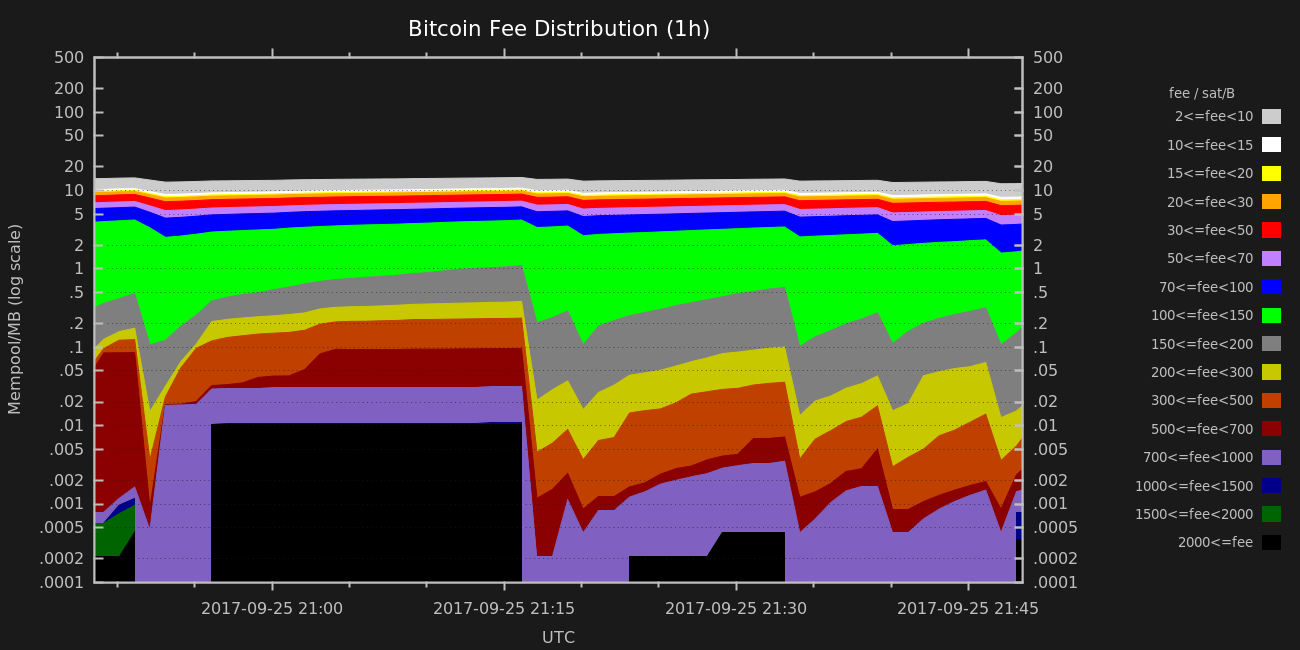 Bitcoin Fee Distribution (1h)
Mempool/MB (log scale)
500
200
100
50
20
10
5
2
1
.5
.2
.1
.05
.02
.01
.005
.002
.001
.0005
.0002
.0001
500
200
100
50
20
10
5
2
1
.5
.2
.1
.05
.02
.01
.005
.002
.001
.0005
.0002
.0001
2017-09-25 21:00
2017-09-25 21:15
2017-09-25 21:30
2017-09-25 21:45
UTC
fee / sat/B
2<=fee<10
10<=fee<15
15<=fee<20
20<=fee<30
30<=fee<50
50<=fee<70
70<=fee<100
100<=fee<150
150<=fee<200
200<=fee<300
300<=fee<500
500<=fee<700
700<=fee<1000
1000<=fee<1500
1500<=fee<2000
2000<=fee